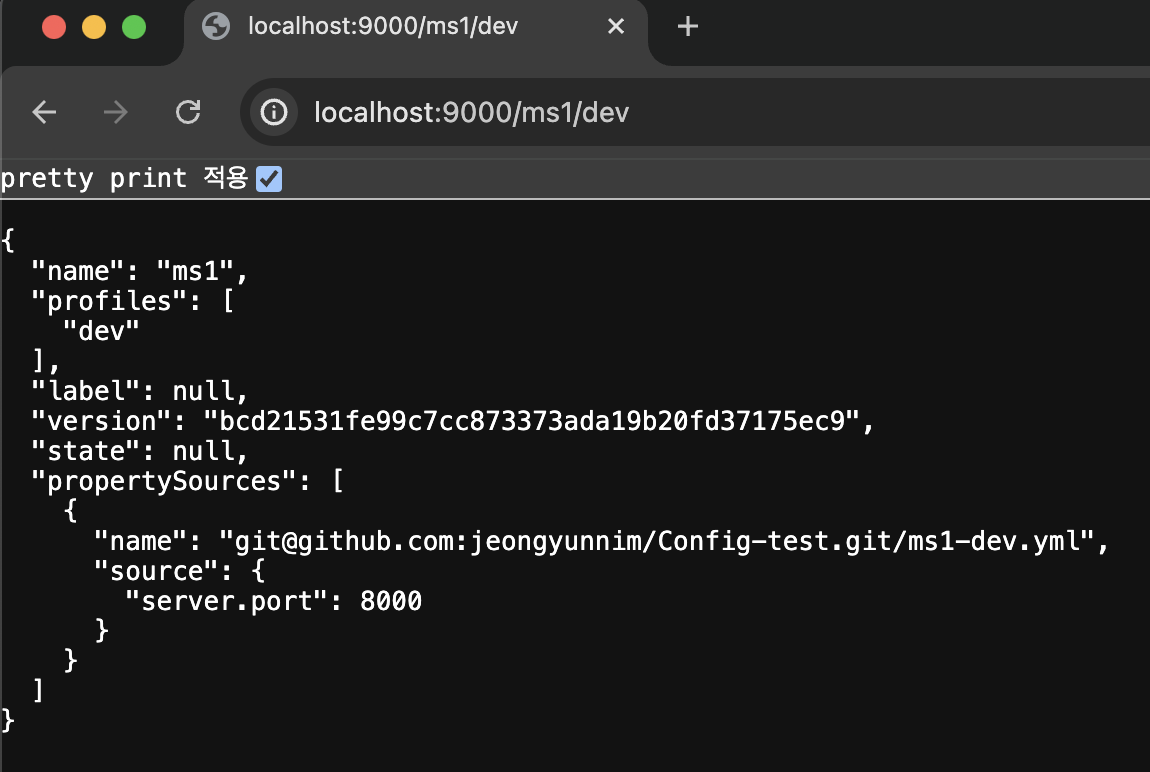 localhost:9000/ms1/dev
localhost:9000/ms1/dev
pretty print 적용
{
  "name": "ms1",
  "profiles": [
    "dev"
  ],
  "label": null,
  "version": "bcd21531fe99c7cc873373ada19b20fd37175ec9",
  "state": null,
  "propertySources": [
    {
      "name": "git@github.com:jeongyunnim/Config-test.git/ms1-dev.yml",
      "source": {
        "server.port": 8000
      }
    }
  ]
}